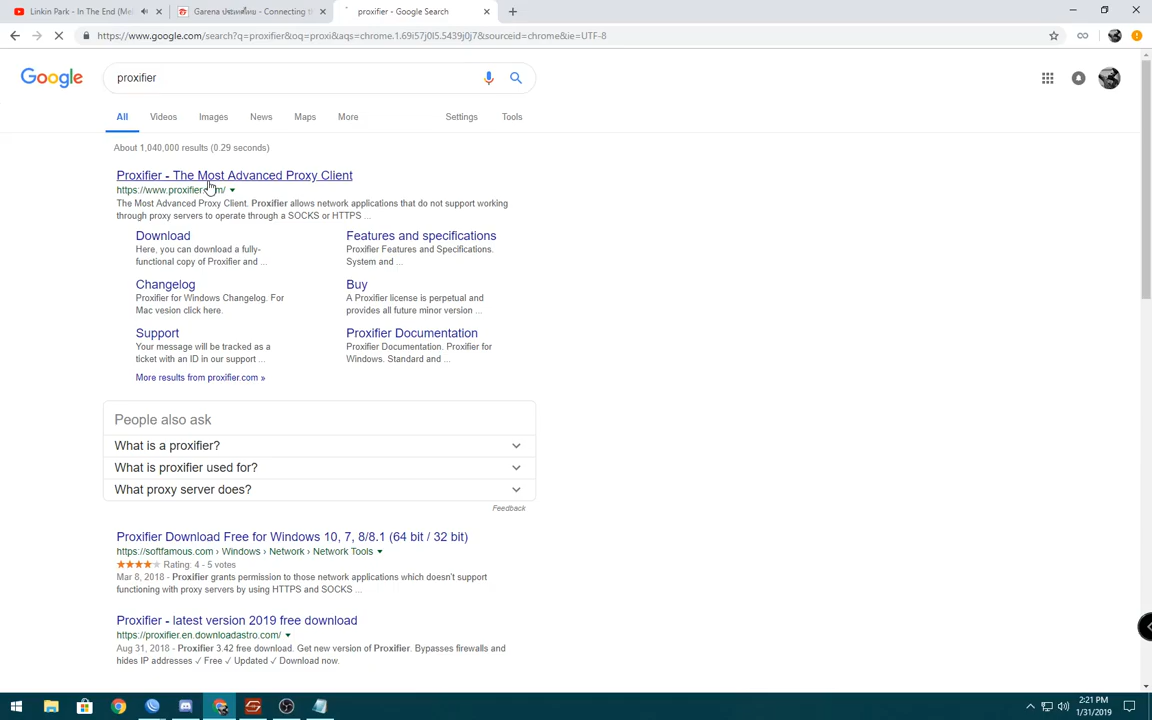 Linkin Park - In The End (Mei
Garena ประเทศไทย - Connecting th
proxifier - Google Search
https://www.google.com/search?q=proxifier&oq=proxi&aqs=chrome.1.69i57j0l5.5439j0j7&sourceid=chrome&ie=UTF-8
Google
proxifier
All Videos Images News Maps More Settings Tools
About 1,040,000 results (0.29 seconds)
Proxifier - The Most Advanced Proxy Client
https://www.proxifier.com/
The Most Advanced Proxy Client. Proxifier allows network applications that do not support working
through proxy servers to operate through a SOCKS or HTTPS ...
Download
Here, you can download a fully-
functional copy of Proxifier and ...
Features and specifications
Proxifier Features and Specifications.
System and ...
Changelog
Proxifier for Windows Changelog. For
Mac vesion click here.
Buy
A Proxifier license is perpetual and
provides all future minor version ...
Support
Your message will be tracked as a
ticket with an ID in our support ...
Proxifier Documentation
Proxifier Documentation. Proxifier for
Windows. Standard and ...
More results from proxifier.com »
People also ask
What is a proxifier?
What is proxifier used for?
What proxy server does?
Feedback
Proxifier Download Free for Windows 10, 7, 8/8.1 (64 bit / 32 bit)
https://softfamous.com › Windows › Network › Network Tools
Rating: 4 - 5 votes
Mar 8, 2018 - Proxifier grants permission to those network applications which doesn't support
functioning with proxy servers by using HTTPS and SOCKS ...
Proxifier - latest version 2019 free download
https://proxifier.en.downloadastro.com/
Aug 31, 2018 - Proxifier 3.42 free download. Get new version of Proxifier. Bypasses firewalls and
hides IP addresses ✓ Free ✓ Updated ✓ Download now.
2:21 PM
1/31/2019